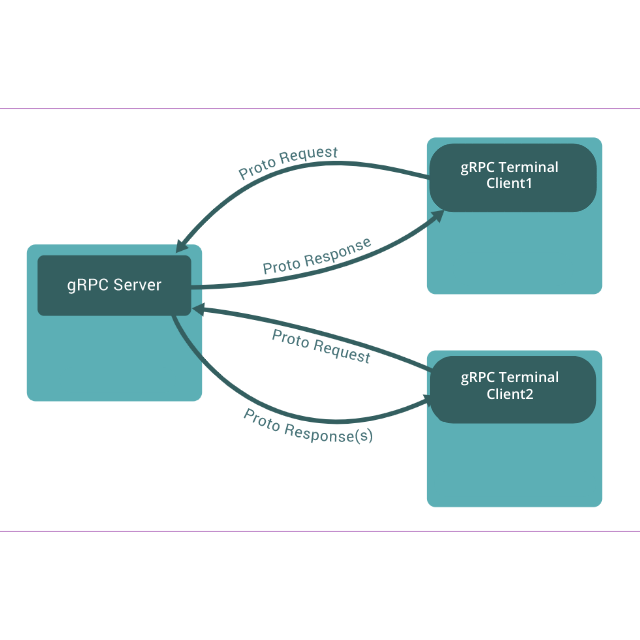 Proto Request
gRPC Terminal
Client1
Proto Response
gRPC Server
Proto Request
gRPC Terminal
Client2
Proto Response(s)